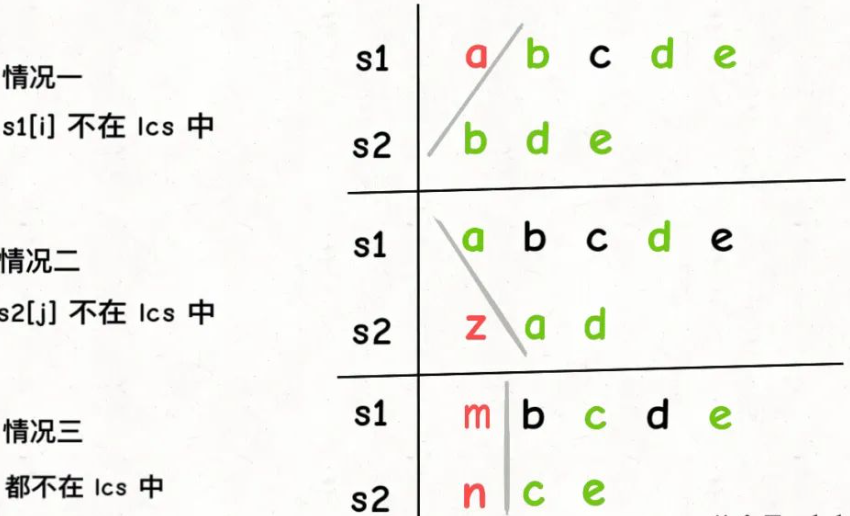 情况一
s1[i] 不在 lcs 中
s1 a b c d e
s2 b d e
情况二
s2[j] 不在 lcs 中
s1 a b c d e
s2 z a d
情况三
都不在 lcs 中
s1 m b c d e
s2 n c e